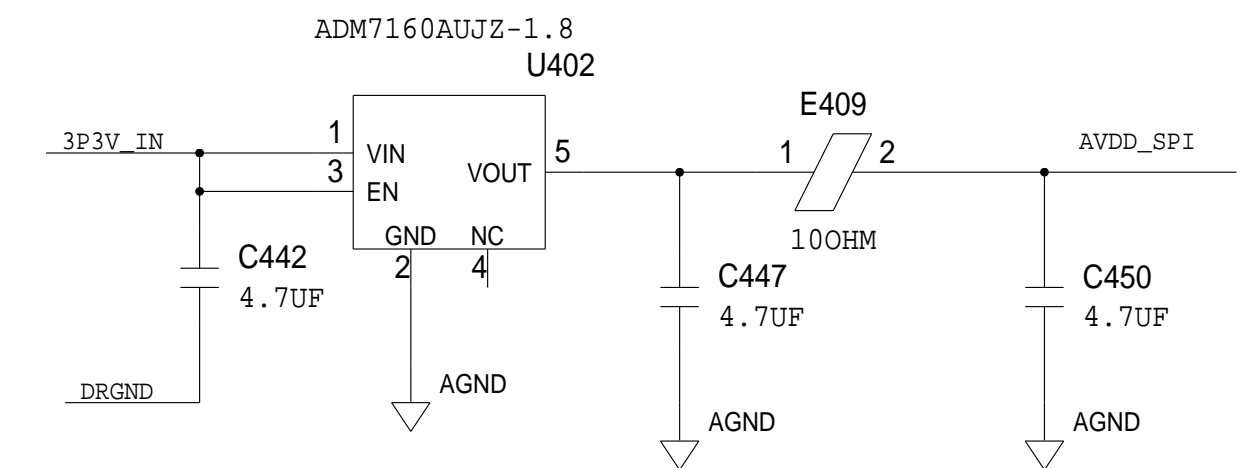 ADM7160AUJZ-1.8
U402
E409
3P3V_IN
1
VIN
VOUT
5
1
2
AVDD_SPI
3
EN
10OHM
GND
NC
2
4
C442
4.7UF
C447
4.7UF
C450
4.7UF
DRGND
AGND
AGND
AGND